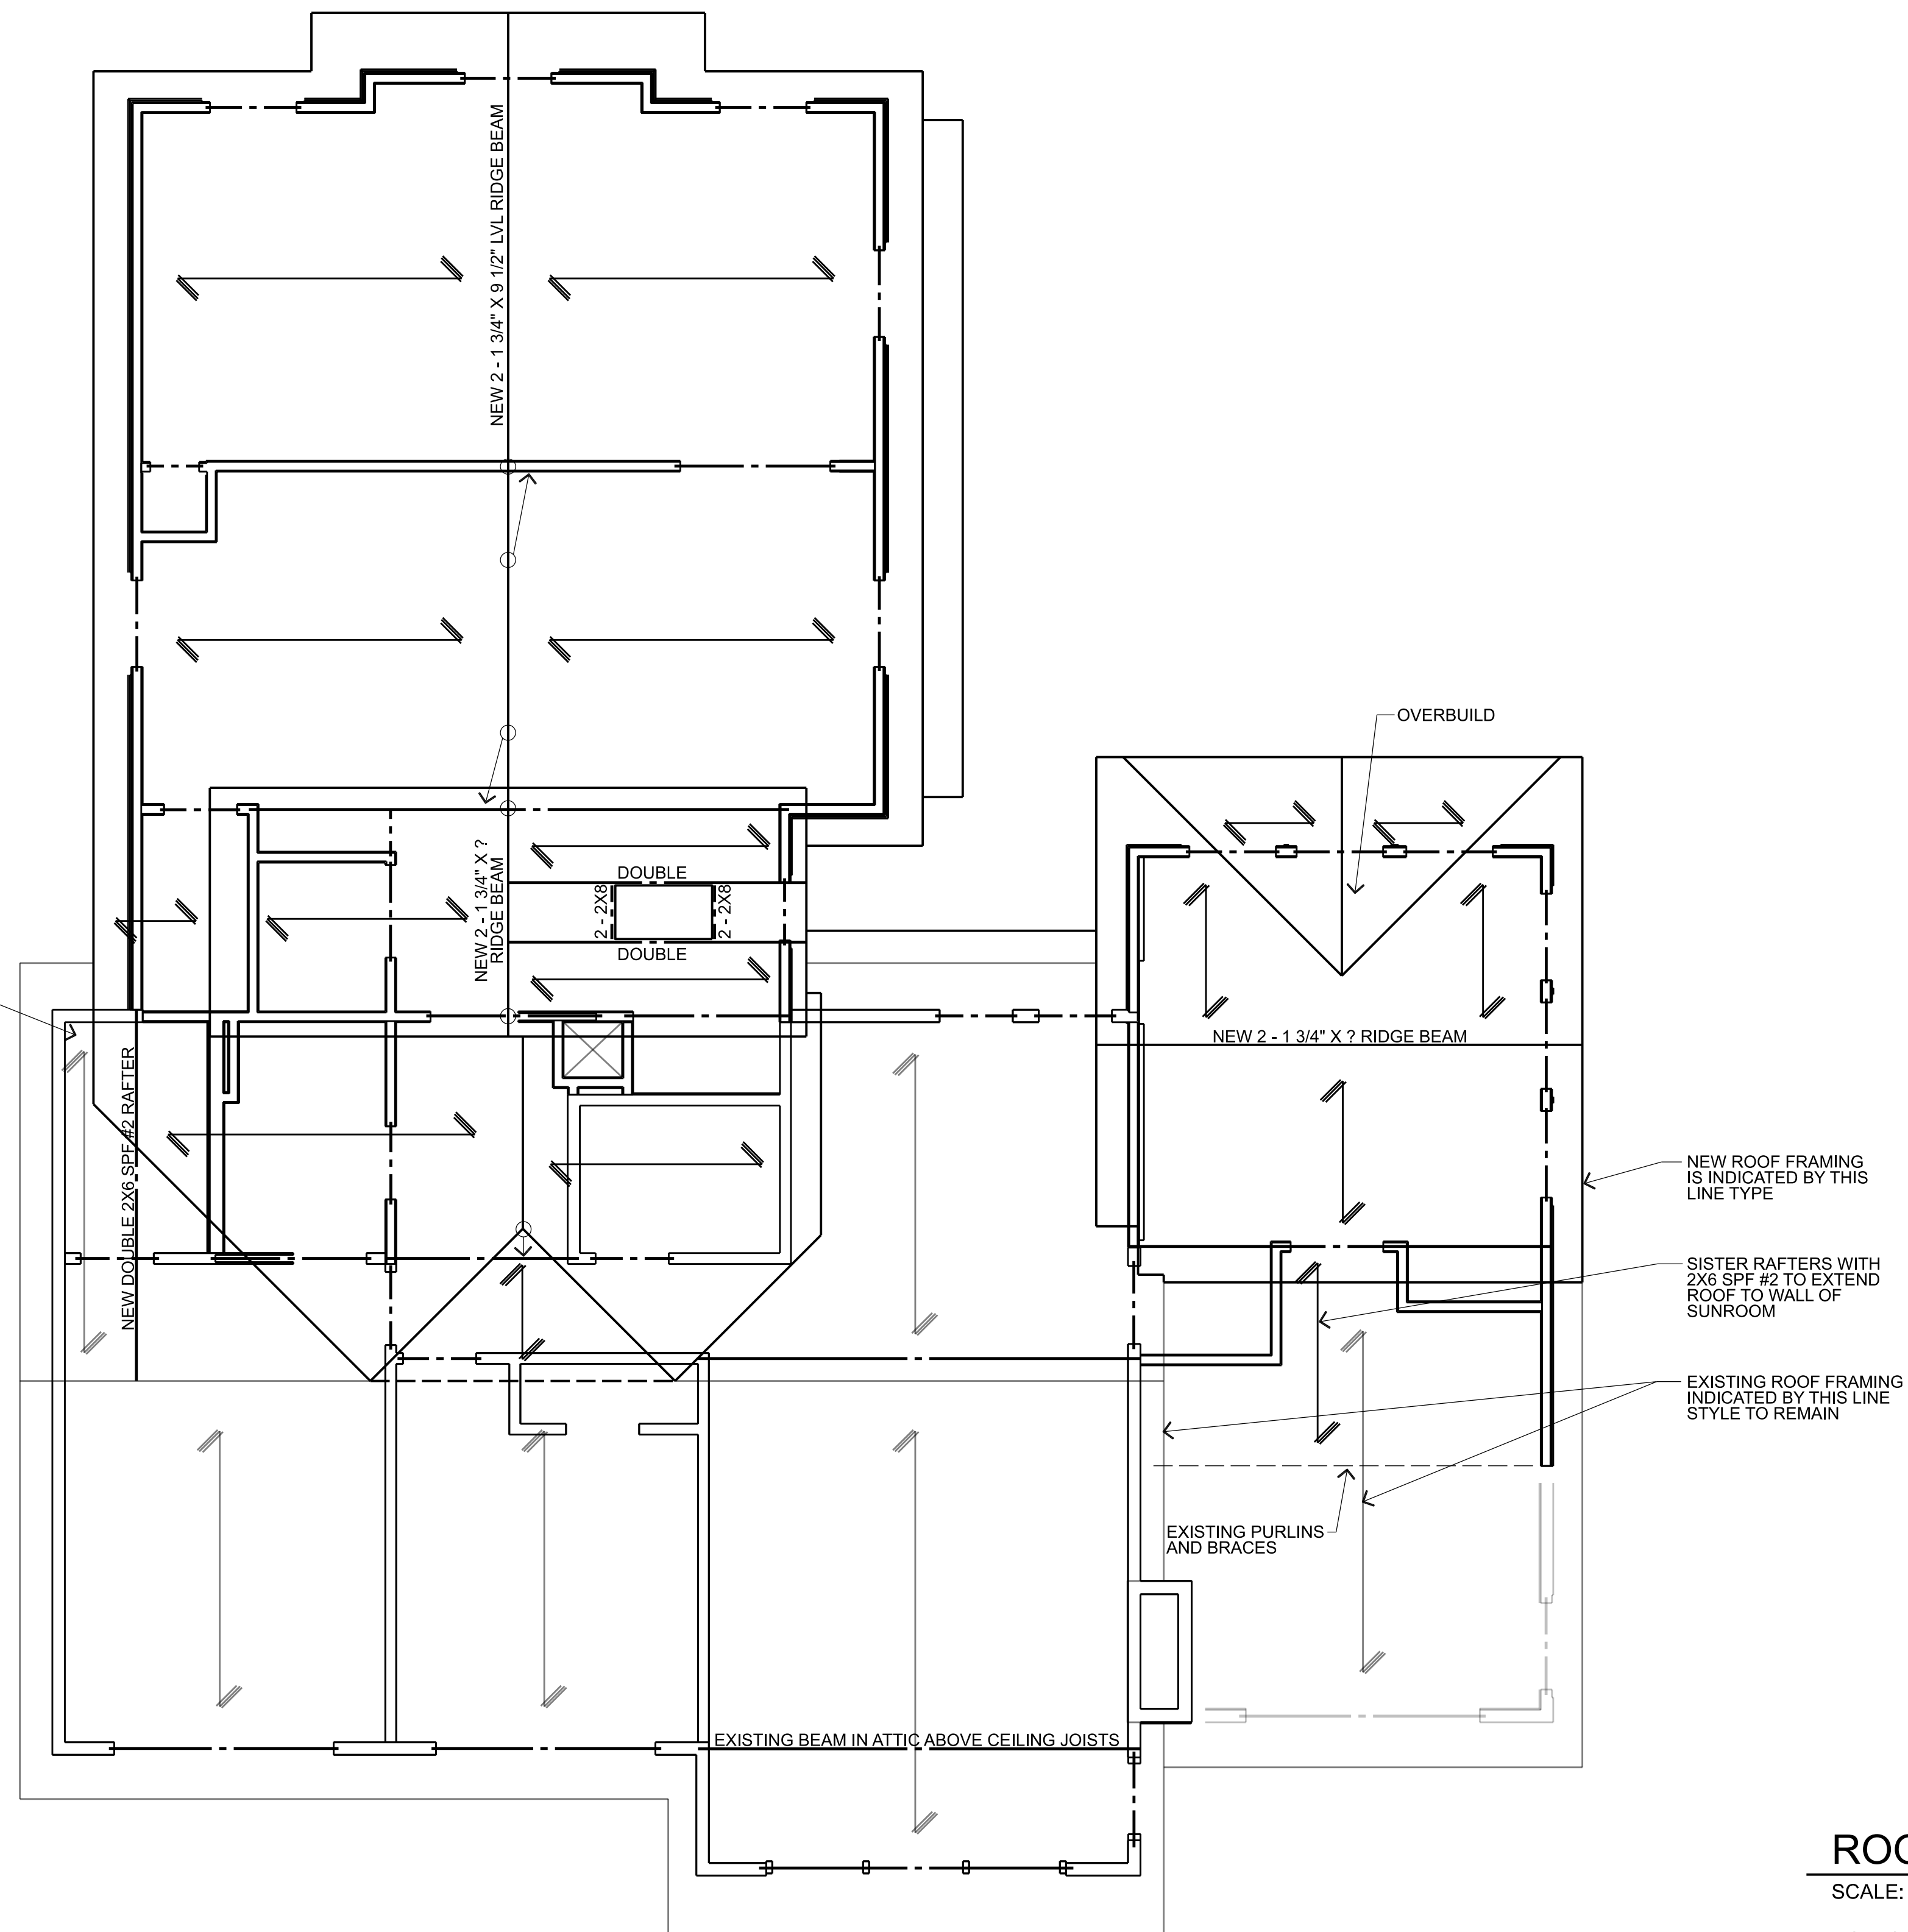 NEW 2 - 1 3/4" X 9 1/2" LVL RIDGE BEAM
OVERBUILD
NEW 2 - 1 3/4" X ?
RIDGE BEAM
DOUBLE
2 - 2X8
2 - 2X8
DOUBLE
NEW 2 - 1 3/4" X ? RIDGE BEAM
NEW DOUBLE 2X6 SPF #2 RAFTER
NEW ROOF FRAMING
IS INDICATED BY THIS
LINE TYPE
SISTER RAFTERS WITH
2X6 SPF #2 TO EXTEND
ROOF TO WALL OF
SUNROOM
EXISTING ROOF FRAMING
INDICATED BY THIS LINE
STYLE TO REMAIN
EXISTING PURLINS
AND BRACES
EXISTING BEAM IN ATTIC ABOVE CEILING JOISTS
SCALE: